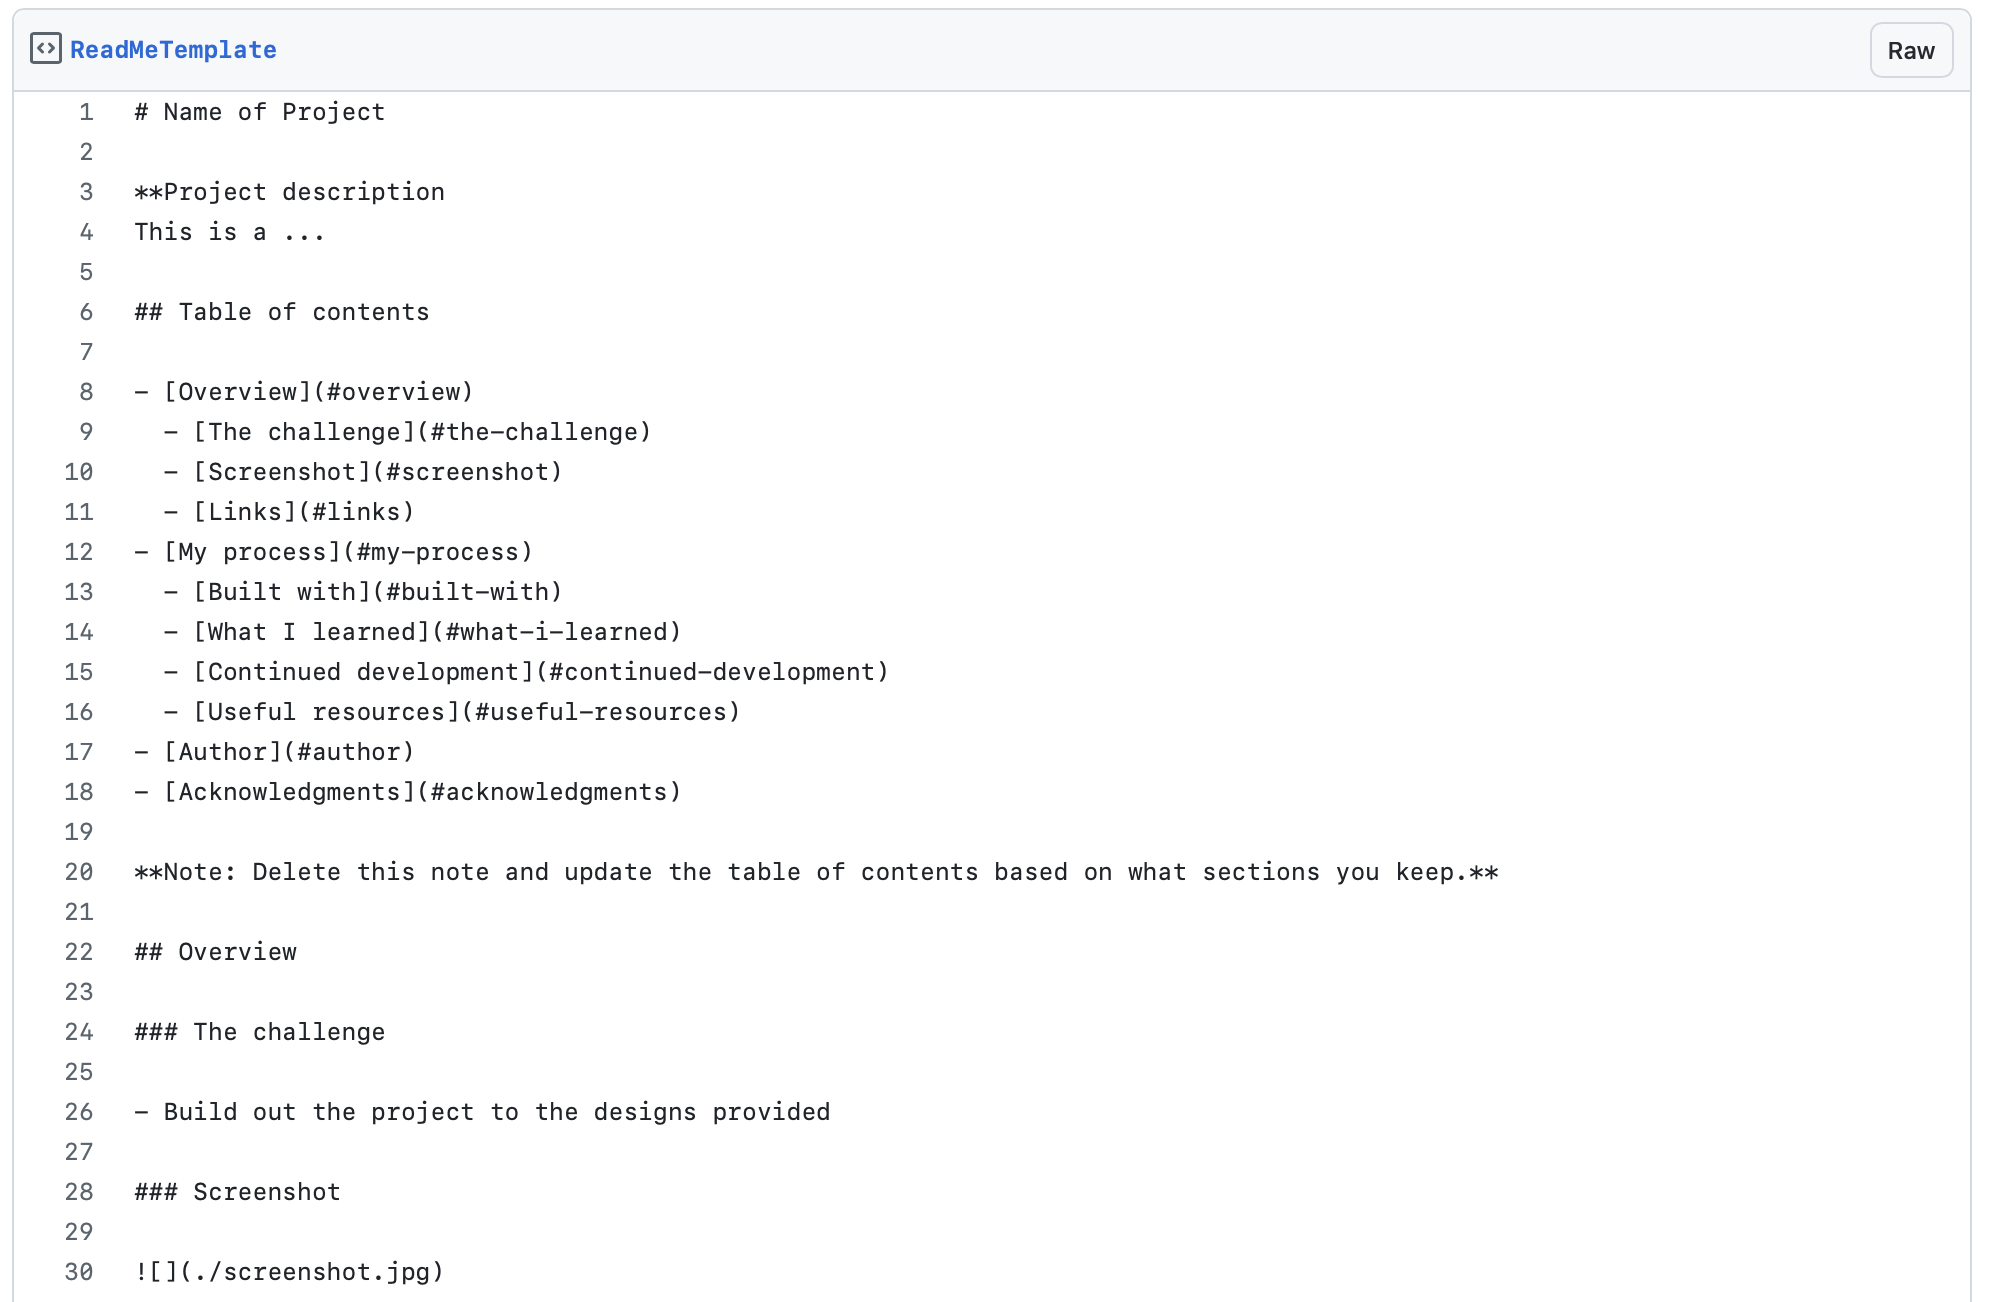 ReadMeTemplate
Raw
1 # Name of Project
2
3 **Project description
4 This is a ...
5
6 ## Table of contents
7
8 - [Overview](#overview)
9   - [The challenge](#the-challenge)
10   - [Screenshot](#screenshot)
11   - [Links](#links)
12 - [My process](#my-process)
13   - [Built with](#built-with)
14   - [What I learned](#what-i-learned)
15   - [Continued development](#continued-development)
16   - [Useful resources](#useful-resources)
17 - [Author](#author)
18 - [Acknowledgments](#acknowledgments)
19
20 **Note: Delete this note and update the table of contents based on what sections you keep.**
21
22 ## Overview
23
24 ### The challenge
25
26 - Build out the project to the designs provided
27
28 ### Screenshot
29
30 ![](./screenshot.jpg)